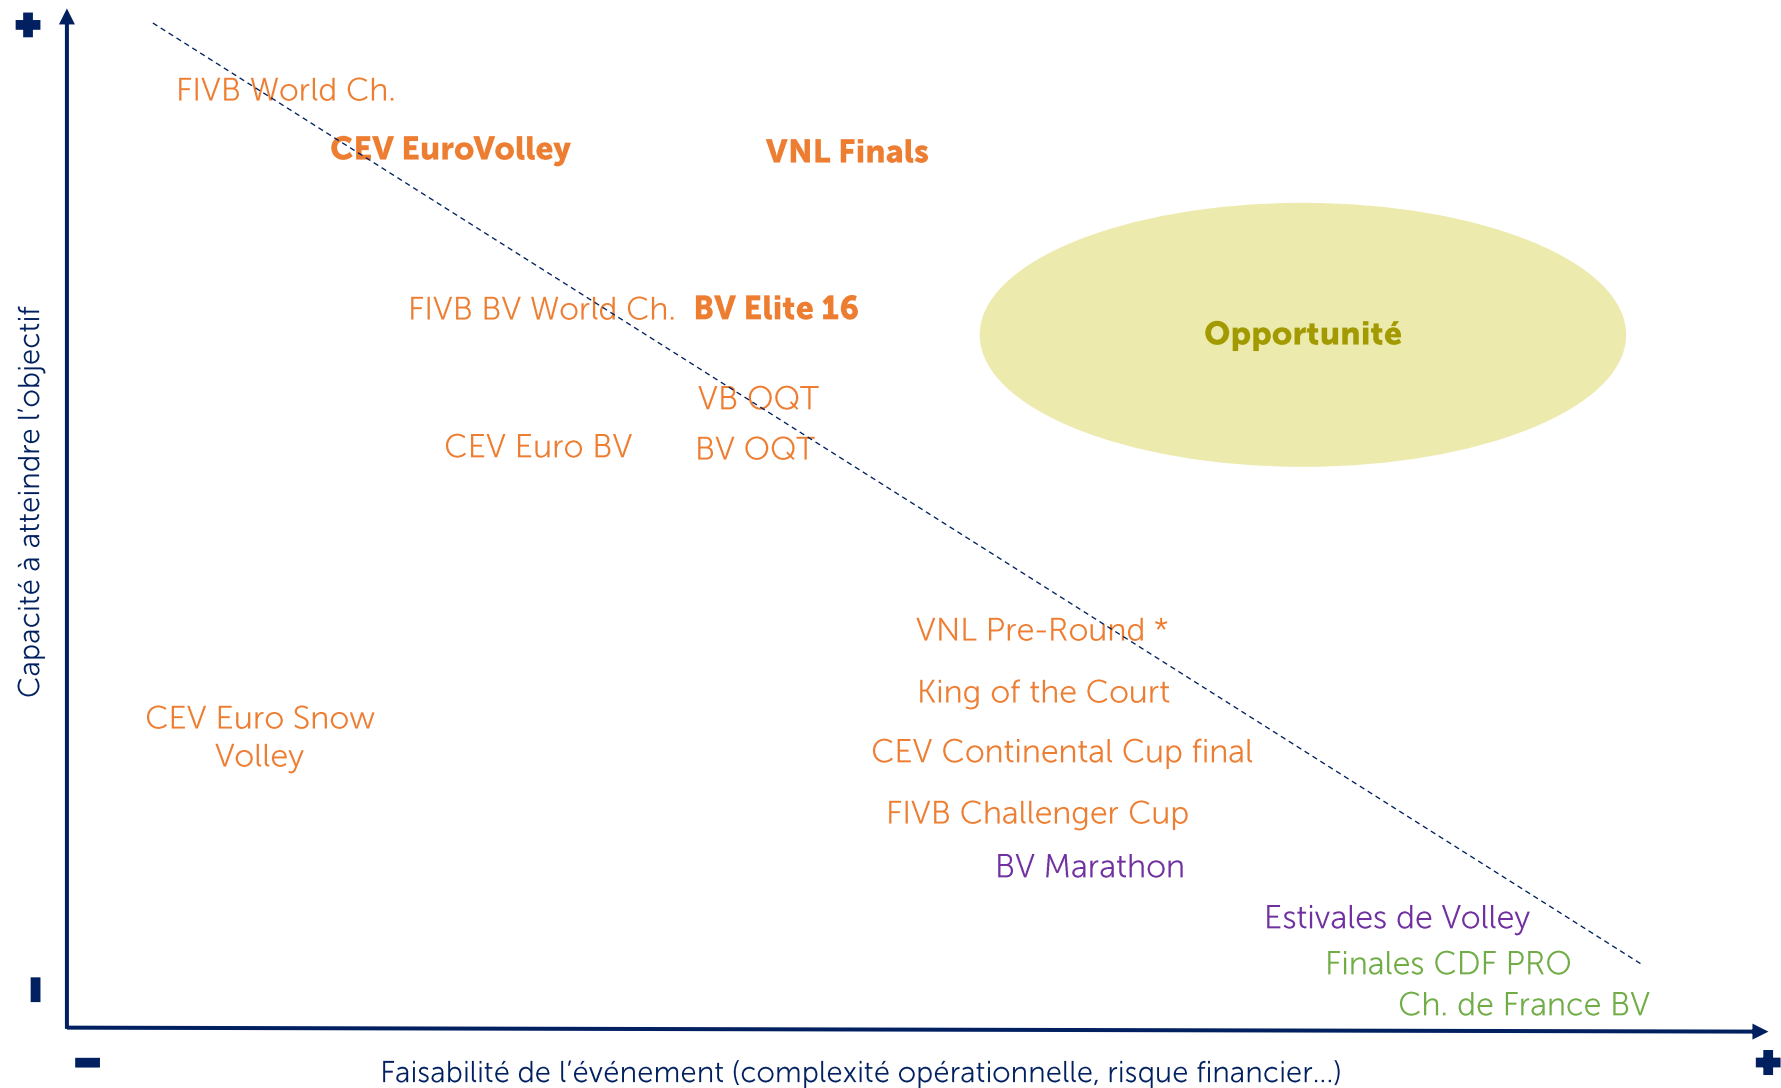 FIVB World Ch.
CEV EuroVolley
VNL Finals
FIVB BV World Ch.
BV Elite 16
Opportunité
VB OQT
CEV Euro BV
BV OQT
Capacité à atteindre l'objectif
VNL Pre-Round *
King of the Court
CEV Euro Snow
Volley
CEV Continental Cup final
FIVB Challenger Cup
BV Marathon
Estivales de Volley
Finales CDF PRO
Ch. de France BV
Faisabilité de l'événement (complexité opérationnelle, risque financier...)